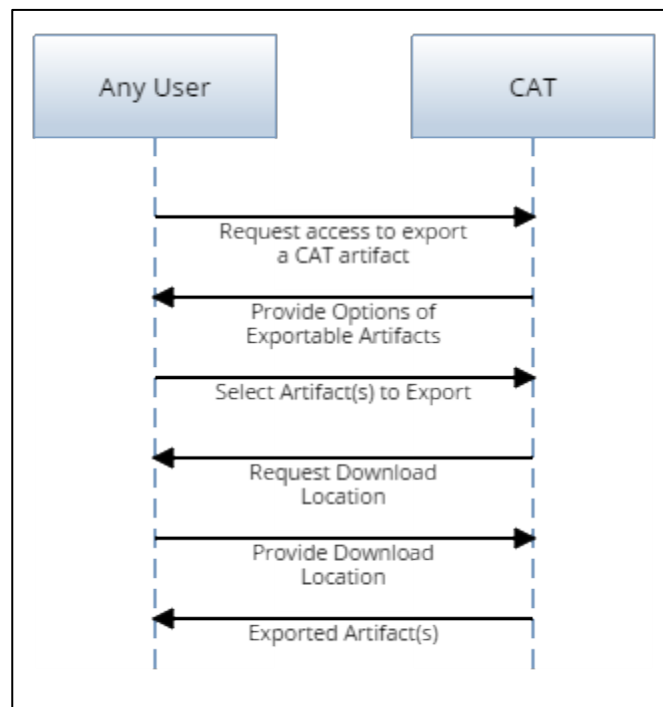 Any User
CAT
Request access to export
a CAT artifact
Provide Options of
Exportable Artifacts
Select Artifact(s) to Export
Request Download
Location
Provide Download
Location
Exported Artifact(s)